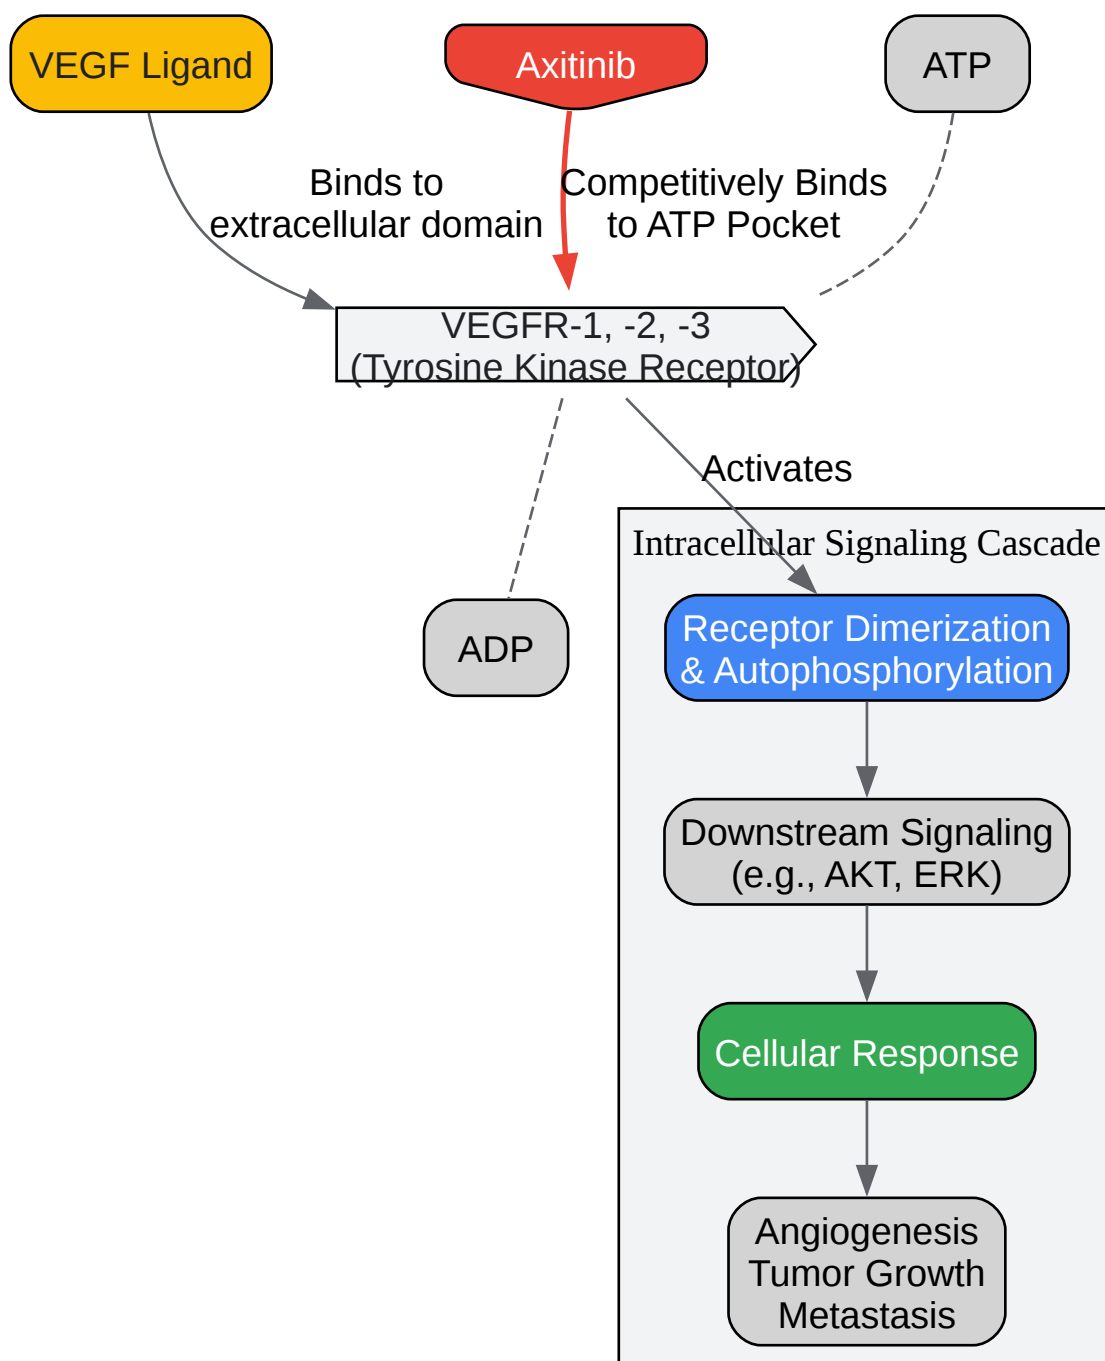 VEGF Ligand
Axitinib
ATP
Binds to
extracellular domain
Competitively Binds
to ATP Pocket
VEGFR-1, -2, -3
(Tyrosine Kinase Receptor)
Activates
Intracellular Signaling Cascade
ADP
Receptor Dimerization
& Autophosphorylation
Downstream Signaling
(e.g., AKT, ERK)
Cellular Response
Angiogenesis
Tumor Growth
Metastasis